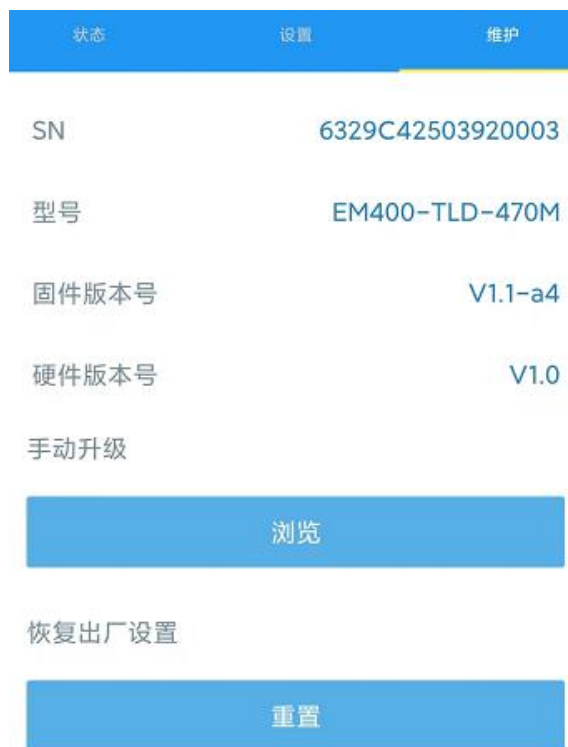 状态 设置 维护
SN 6329C42503920003
型号 EM400-TLD-470M
固件版本号 V1.1-a4
硬件版本号 V1.0
手动升级
浏览
恢复出厂设置
重置